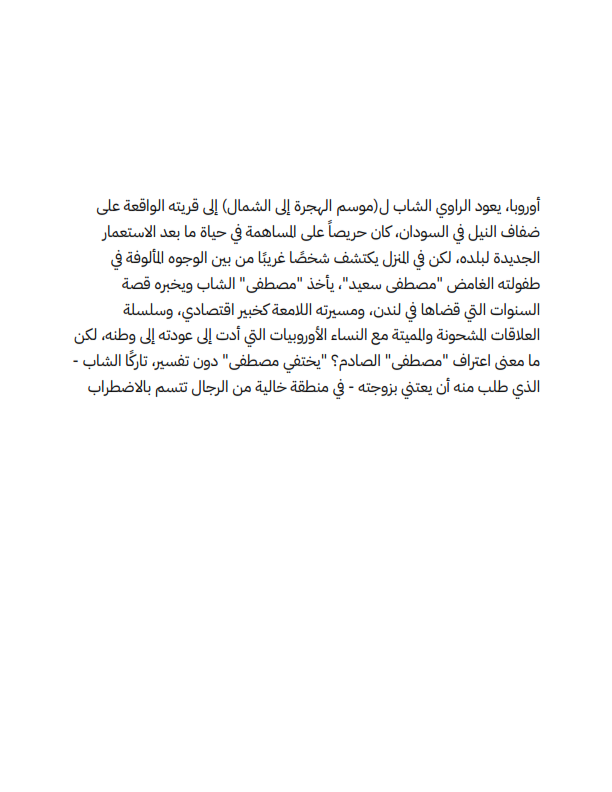 أوروبا، يعود الراوي الشاب ل(موسم الهجرة إلى الشمال) إلى قريته الواقعة على
ضفاف النيل في السودان، كان حريصاً على المساهمة في حياة ما بعد الاستعمار
الجديدة لبلده، لكن في المنزل يكتشف شخصًا غريبًا من بين الوجوه المألوفة في
طفولته الغامض "مصطفى سعيد"، يأخذ "مصطفى" الشاب ويخبره قصة
السنوات التي قضاها في لندن، ومسيرته اللامعة كخبير اقتصادي، وسلسلة
العلاقات المشحونة والمميتة مع النساء الأوروبيات التي أدت إلى عودته إلى وطنه، لكن
ما معنى اعتراف "مصطفى" الصادم؟ "يختفي مصطفى" دون تفسير، تاركًا الشاب -
الذي طلب منه أن يعتني بزوجته - في منطقة خالية من الرجال تتسم بالاضطراب